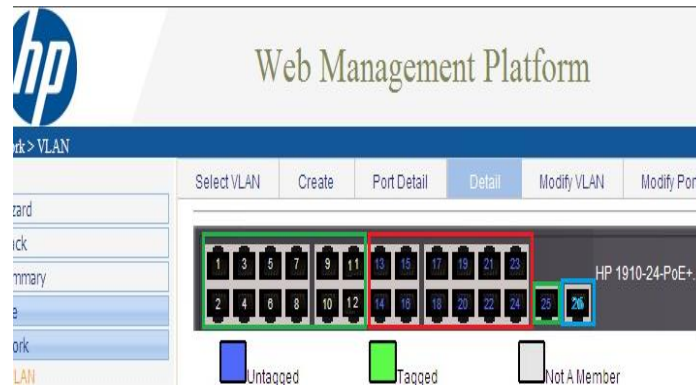 hp
Web Management Platform
rk > VLAN
Select VLAN Create Port Detail Detail Modify VLAN Modify Por
zard
ck
mmary
e
ork
LAN
1 3 5 7 9 11 13 15 17 19 21 23
HP 1910-24-PoE+.
2 4 6 8 10 12 14 16 18 20 22 24 25 26
Untagged Tagged Not A Member